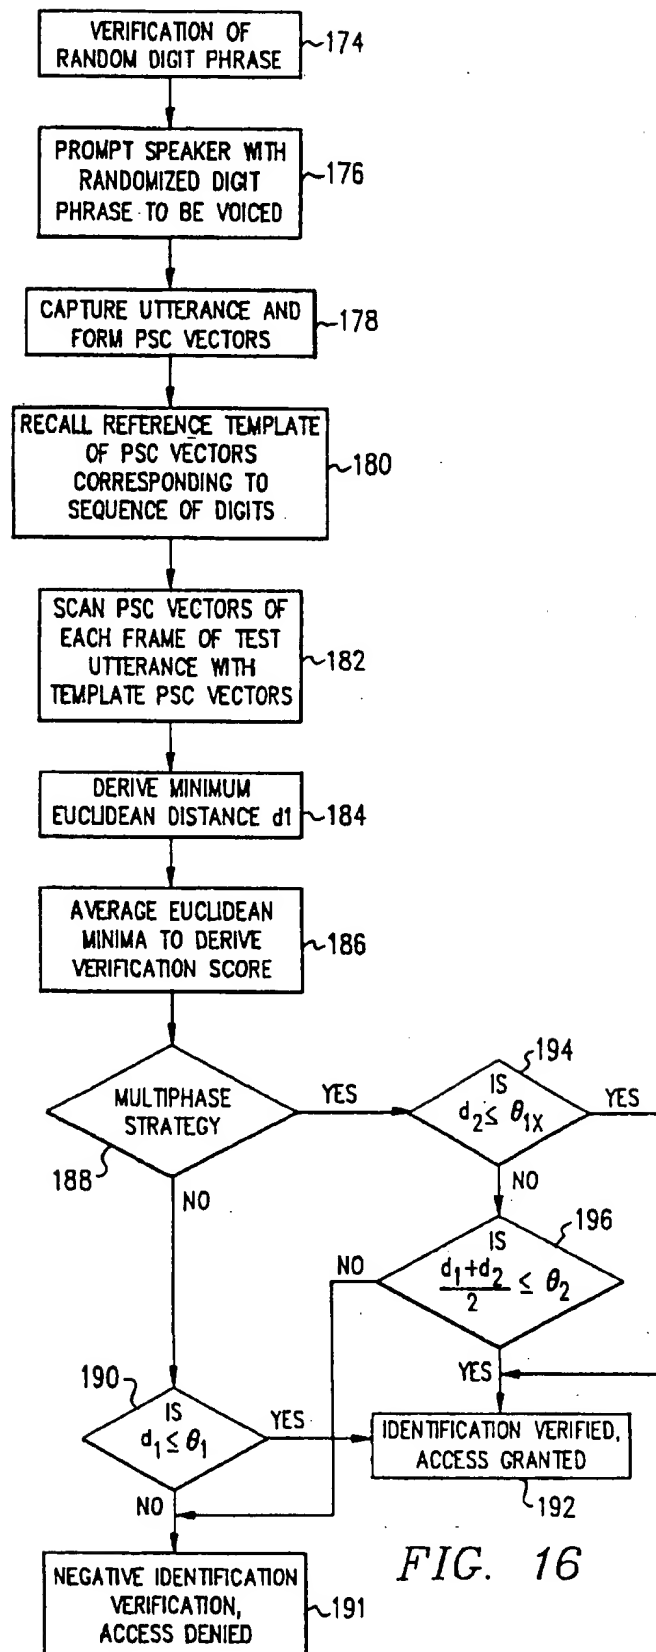 VERIFICATION OF
RANDOM DIGIT PHRASE
174
PROMPT SPEAKER WITH
RANDOMIZED DIGIT
PHRASE TO BE VOICED
176
CAPTURE UTTERANCE AND
FORM PSC VECTORS
178
RECALL REFERENCE TEMPLATE
OF PSC VECTORS
CORRESPONDING TO
SEQUENCE OF DIGITS
180
SCAN PSC VECTORS OF
EACH FRAME OF TEST
UTTERANCE WITH
TEMPLATE PSC VECTORS
182
DERIVE MINIMUM
EUCLIDEAN DISTANCE d1
184
AVERAGE EUCLIDEAN
MINIMA TO DERIVE
VERIFICATION SCORE
186
MULTIPHASE
STRATEGY
188
YES
NO
194
IS
d₂ ≤ θ₁ₓ
YES
NO
196
IS
(d₁+d₂)/2 ≤ θ₂
NO
YES
190
IS
d₁ ≤ θ₁
YES
NO
IDENTIFICATION VERIFIED,
ACCESS GRANTED
192
NEGATIVE IDENTIFICATION
VERIFICATION,
ACCESS DENIED
191
FIG. 16